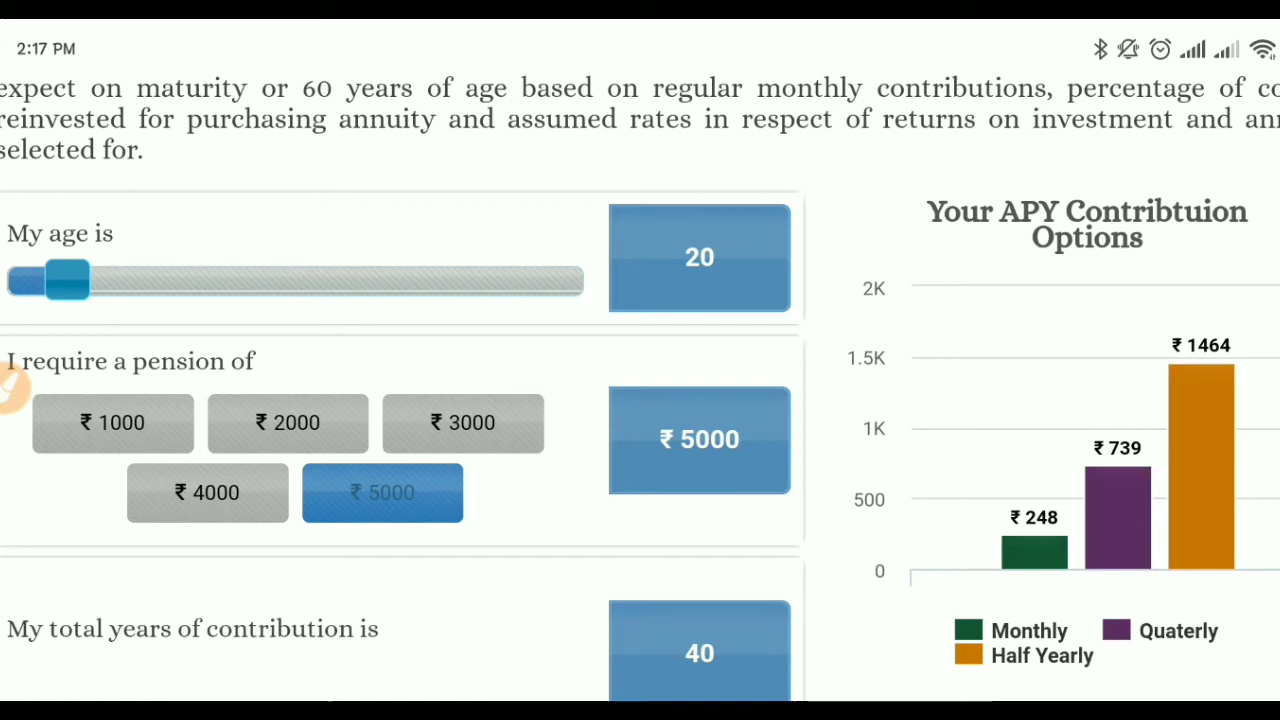 2:17 PM
expect on maturity or 60 years of age based on regular monthly contributions, percentage of
reinvested for purchasing annuity and assumed rates in respect of returns on investment and
selected for.
My age is
20
I require a pension of
₹ 1000
₹ 2000
₹ 3000
₹ 4000
₹ 5000
₹ 5000
My total years of contribution is
40
Your APY Contribtuion
Options
2K
1.5K
1K
500
0
₹ 248
₹ 739
₹ 1464
Monthly
Quaterly
Half Yearly